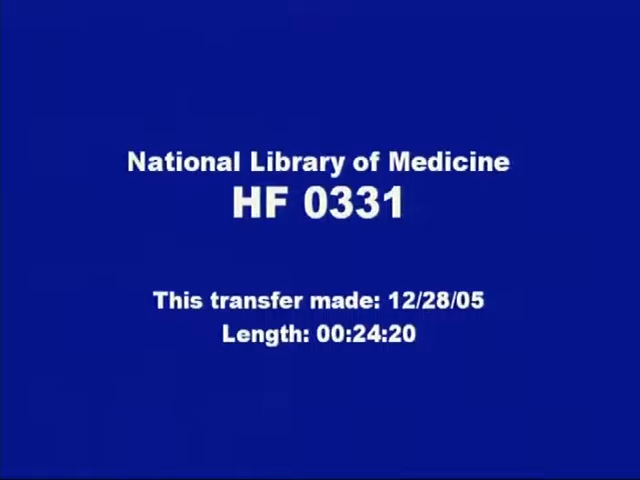 National Library of Medicine
HF 0331
This transfer made: 12/28/05
Length: 00:24:20